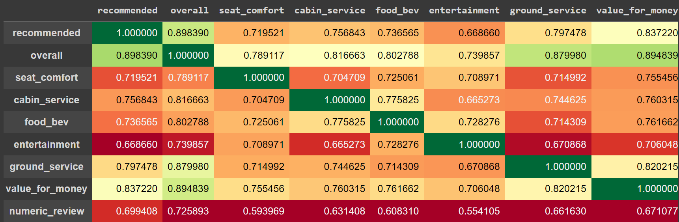 recommended overall seat_comfort cabin_service food_bev entertainment ground_service value_for_money
recommended 1.000000 0.898390 0.719521 0.756843 0.736565 0.668660 0.797478 0.837220
overall 0.898390 1.000000 0.789117 0.816663 0.802788 0.739857 0.879980 0.894839
seat_comfort 0.719521 0.789117 1.000000 0.704709 0.725061 0.708971 0.714992 0.755456
cabin_service 0.756843 0.816663 0.704709 1.000000 0.775825 0.665273 0.744625 0.760315
food_bev 0.736565 0.802788 0.725061 0.775825 1.000000 0.728276 0.714309 0.761662
entertainment 0.668660 0.739857 0.708971 0.665273 0.728276 1.000000 0.670868 0.706048
ground_service 0.797478 0.879980 0.714992 0.744625 0.714309 0.670868 1.000000 0.820215
value_for_money 0.837220 0.894839 0.755456 0.760315 0.761662 0.706048 0.820215 1.000000
numeric_review 0.699408 0.725893 0.593969 0.631408 0.608310 0.554105 0.661630 0.671077